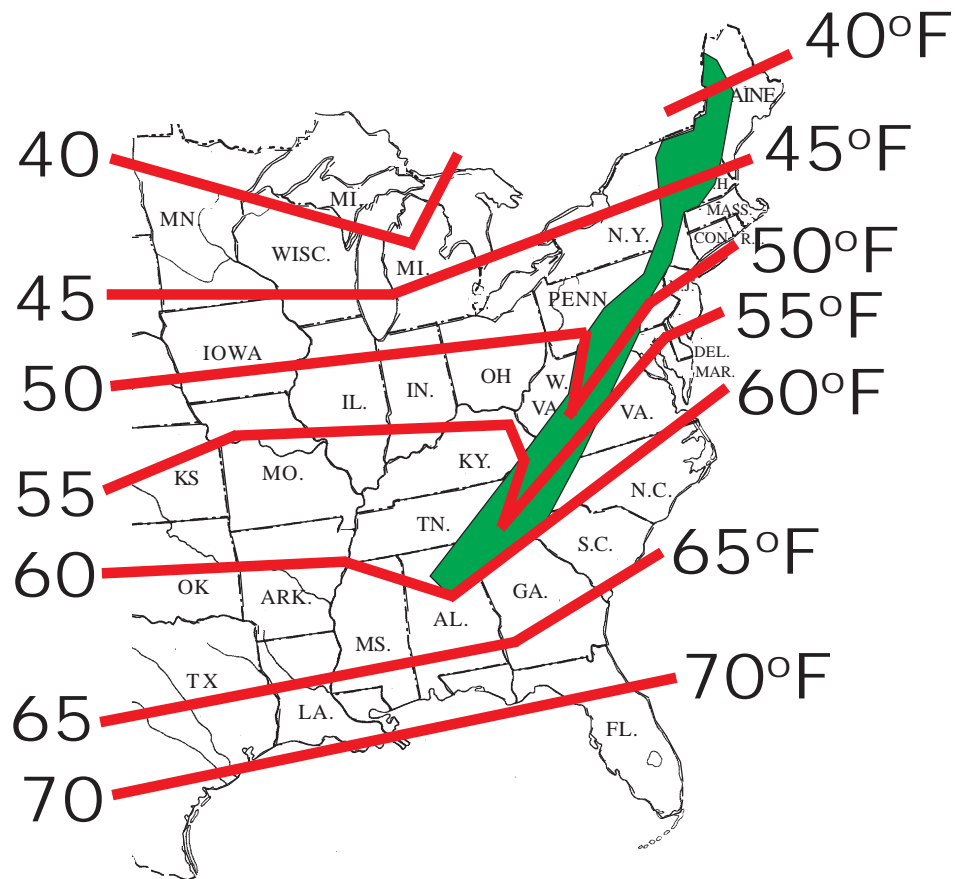 40°F
AINE
40
45°F
MI.
H.
MN.
MASS.
N.Y.
CON. R.
WISC.
MI.
50°F
45
PENN
.J.
55°F
IOWA
DEL.
OH
W.
MAR.
50
IN.
60°F
IL.
VA.
VA.
KY.
MO.
KS
55
N.C.
TN.
S.C.
65°F
60
OK
ARK.
GA.
AL.
MS.
TX
70°F
65
LA.
FL.
70